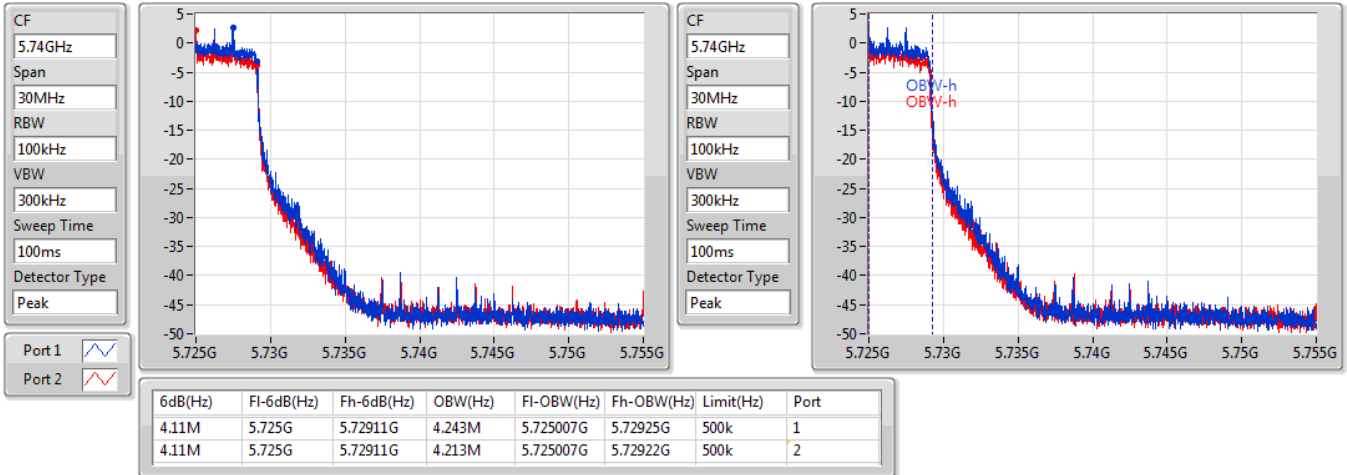 CF
5.74GHz
Span
30MHz
RBW
100kHz
VBW
300kHz
Sweep Time
100ms
Detector Type
Peak
Port 1
Port 2
5
0
-5
-10
-15
-20
-25
-30
-35
-40
-45
-50
5.725G 5.73G 5.735G 5.74G 5.745G 5.75G 5.755G
CF
5.74GHz
Span
30MHz
RBW
100kHz
VBW
300kHz
Sweep Time
100ms
Detector Type
Peak
5
0
-5
-10
-15
-20
-25
-30
-35
-40
-45
-50
OBW-h
OBW-h
5.725G 5.73G 5.735G 5.74G 5.745G 5.75G 5.755G
6dB(Hz) Fl-6dB(Hz) Fh-6dB(Hz) OBW(Hz) Fl-OBW(Hz) Fh-OBW(Hz) Limit(Hz) Port
4.11M 5.725G 5.72911G 4.243M 5.725007G 5.72925G 500k 1
4.11M 5.725G 5.72911G 4.213M 5.725007G 5.72922G 500k 2